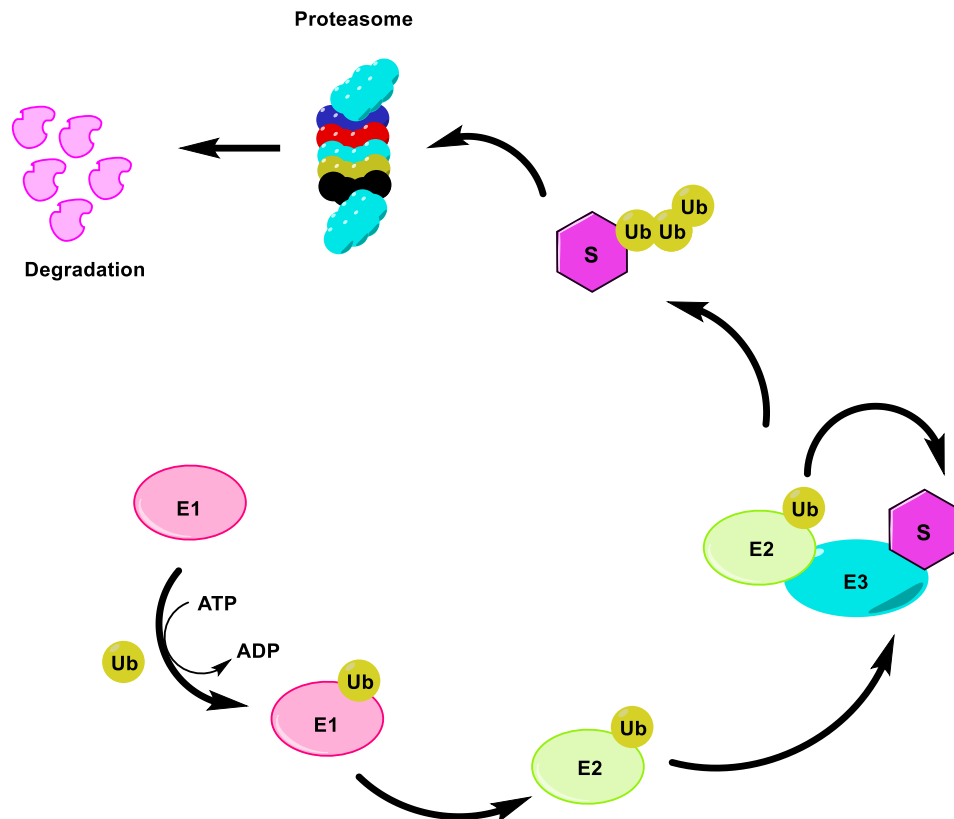 Proteasome
Degradation
Ub
Ub
Ub
S
E1
ATP
Ub
ADP
Ub
E1
Ub
E2
Ub
E2
E3
S